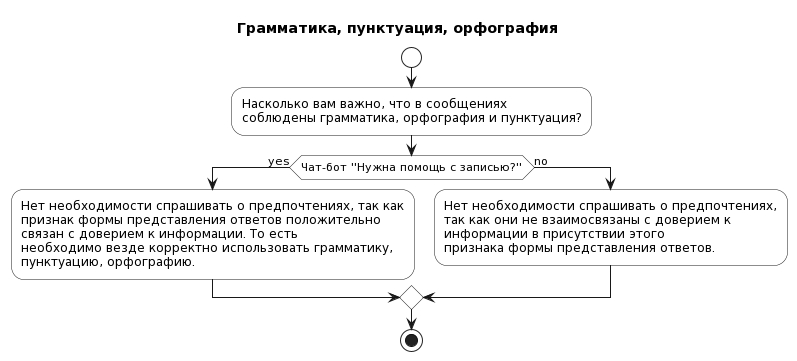 Грамматика, пунктуация, орфография
Насколько вам важно, что в сообщениях
соблюдены грамматика, орфография и пунктуация?
yes
Чат-бот "Нужна помощь с записью?"
no
Нет необходимости спрашивать о предпочтениях, так как
признак формы представления ответов положительно
связан с доверием к информации. То есть
необходимо везде корректно использовать грамматику,
пунктуацию, орфографию.
Нет необходимости спрашивать о предпочтениях,
так как они не взаимосвязаны с доверием к
информации в присутствии этого
признака формы представления ответов.